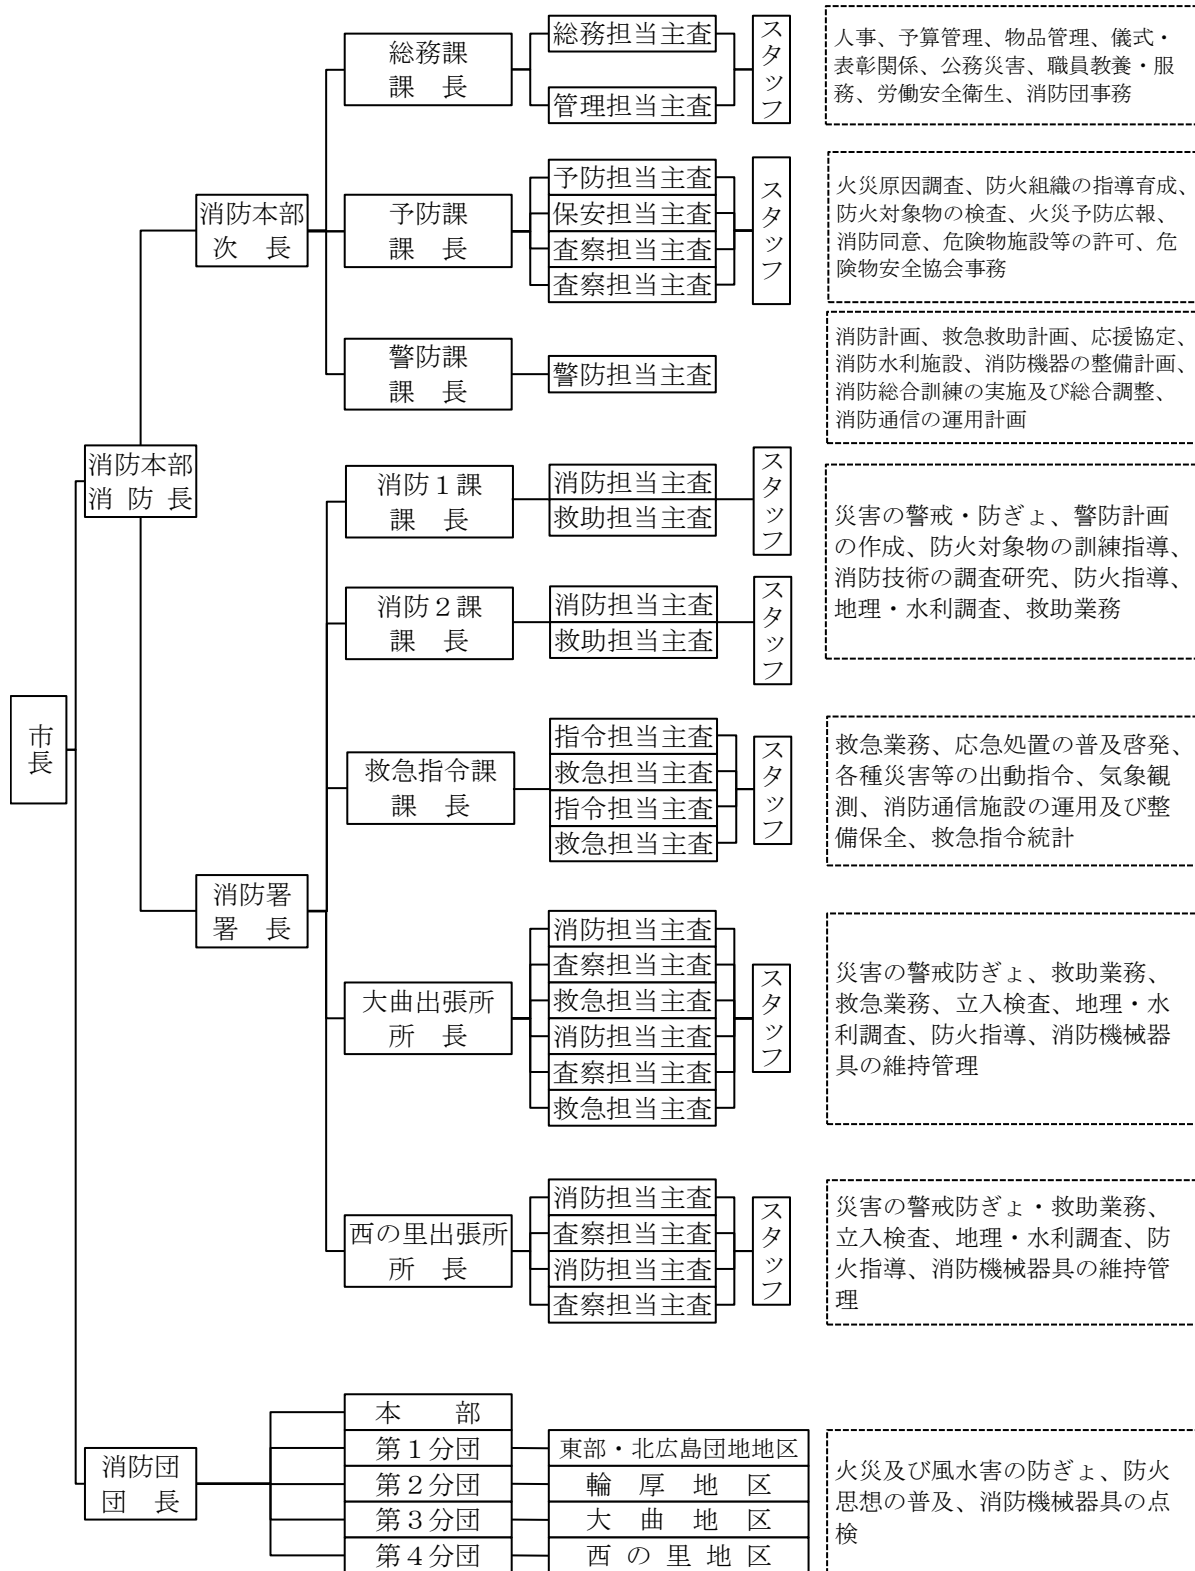 市長
消防本部
消 防 長
消防本部
次　長
総務課
課　長
総務担当主査
管理担当主査
スタッフ
人事、予算管理、物品管理、儀式・
表彰関係、公務災害、職員教養・服
務、労働安全衛生、消防団事務
予防課
課　長
予防担当主査
保安担当主査
査察担当主査
査察担当主査
スタッフ
火災原因調査、防火組織の指導育成、
防火対象物の検査、火災予防広報、
消防同意、危険物施設等の許可、危
険物安全協会事務
警防課
課　長
警防担当主査
消防計画、救急救助計画、応援協定、
消防水利施設、消防機器の整備計画、
消防総合訓練の実施及び総合調整、
消防通信の運用計画
消防署
署　長
消防１課
課　長
消防担当主査
救助担当主査
スタッフ
消防２課
課　長
消防担当主査
救助担当主査
スタッフ
災害の警戒・防ぎょ、警防計画
の作成、防火対象物の訓練指導、
消防技術の調査研究、防火指導、
地理・水利調査、救助業務
救急指令課
課　長
指令担当主査
救急担当主査
指令担当主査
救急担当主査
スタッフ
救急業務、応急処置の普及啓発、
各種災害等の出動指令、気象観
測、消防通信施設の運用及び整
備保全、救急指令統計
大曲出張所
所　長
消防担当主査
査察担当主査
救急担当主査
消防担当主査
査察担当主査
救急担当主査
スタッフ
災害の警戒防ぎょ、救助業務、
救急業務、立入検査、地理・水
利調査、防火指導、消防機械器
具の維持管理
西の里出張所
所　長
消防担当主査
査察担当主査
消防担当主査
査察担当主査
スタッフ
災害の警戒防ぎょ・救助業務、
立入検査、地理・水利調査、防
火指導、消防機械器具の維持管
理
消防団
団　長
本　　部
第１分団
東部・北広島団地地区
第２分団
輪　厚　地　区
第３分団
大　曲　地　区
第４分団
西 の 里 地 区
火災及び風水害の防ぎょ、防火
思想の普及、消防機械器具の点
検